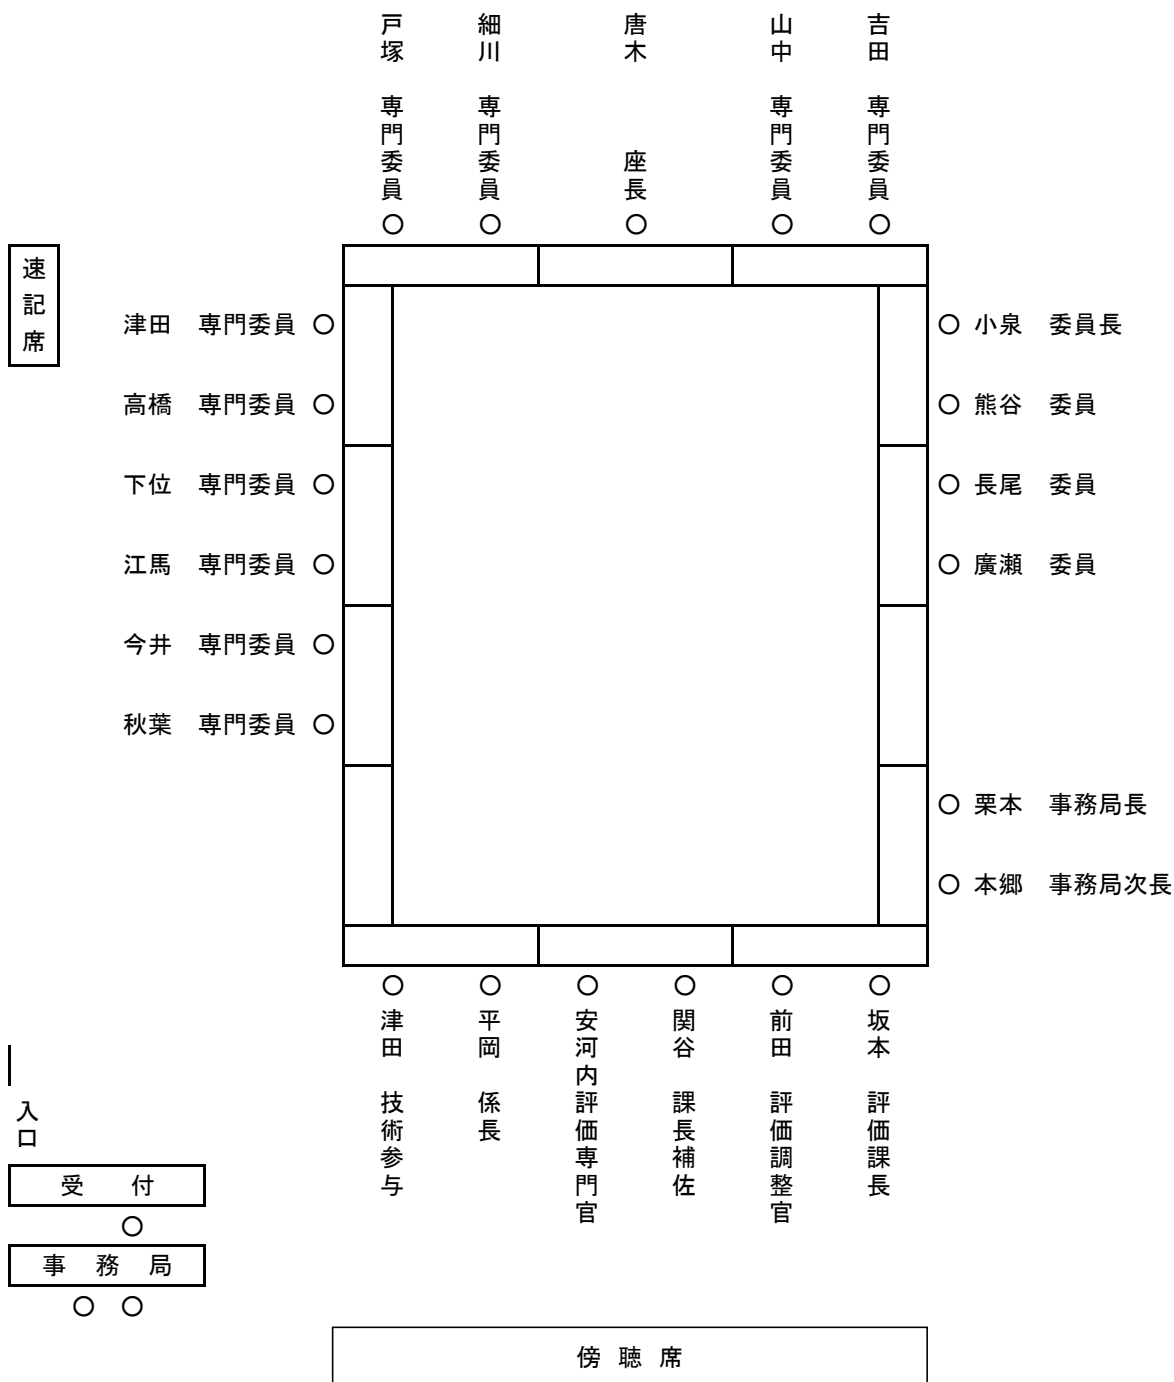 戸塚 専門委員
細川 専門委員
唐木 座長
山中 専門委員
吉田 専門委員
速記席
津田 専門委員
高橋 専門委員
下位 専門委員
江馬 専門委員
今井 専門委員
秋葉 専門委員
小泉 委員長
熊谷 委員
長尾 委員
廣瀬 委員
栗本 事務局長
本郷 事務局次長
津田 技術参与
平岡 係長
安河内評価専門官
関谷 課長補佐
前田 評価調整官
坂本 評価課長
入口
受 付
事 務 局
傍 聴 席